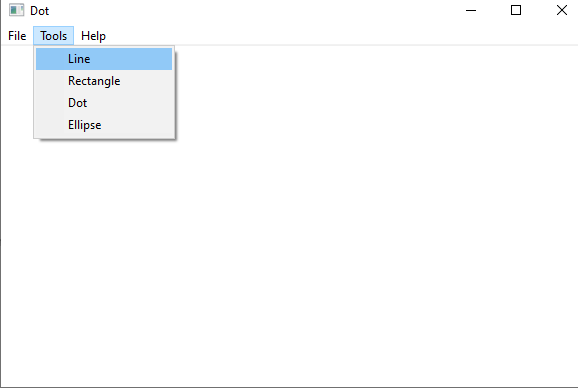 Dot
File Tools Help
Line
Rectangle
Dot
Ellipse